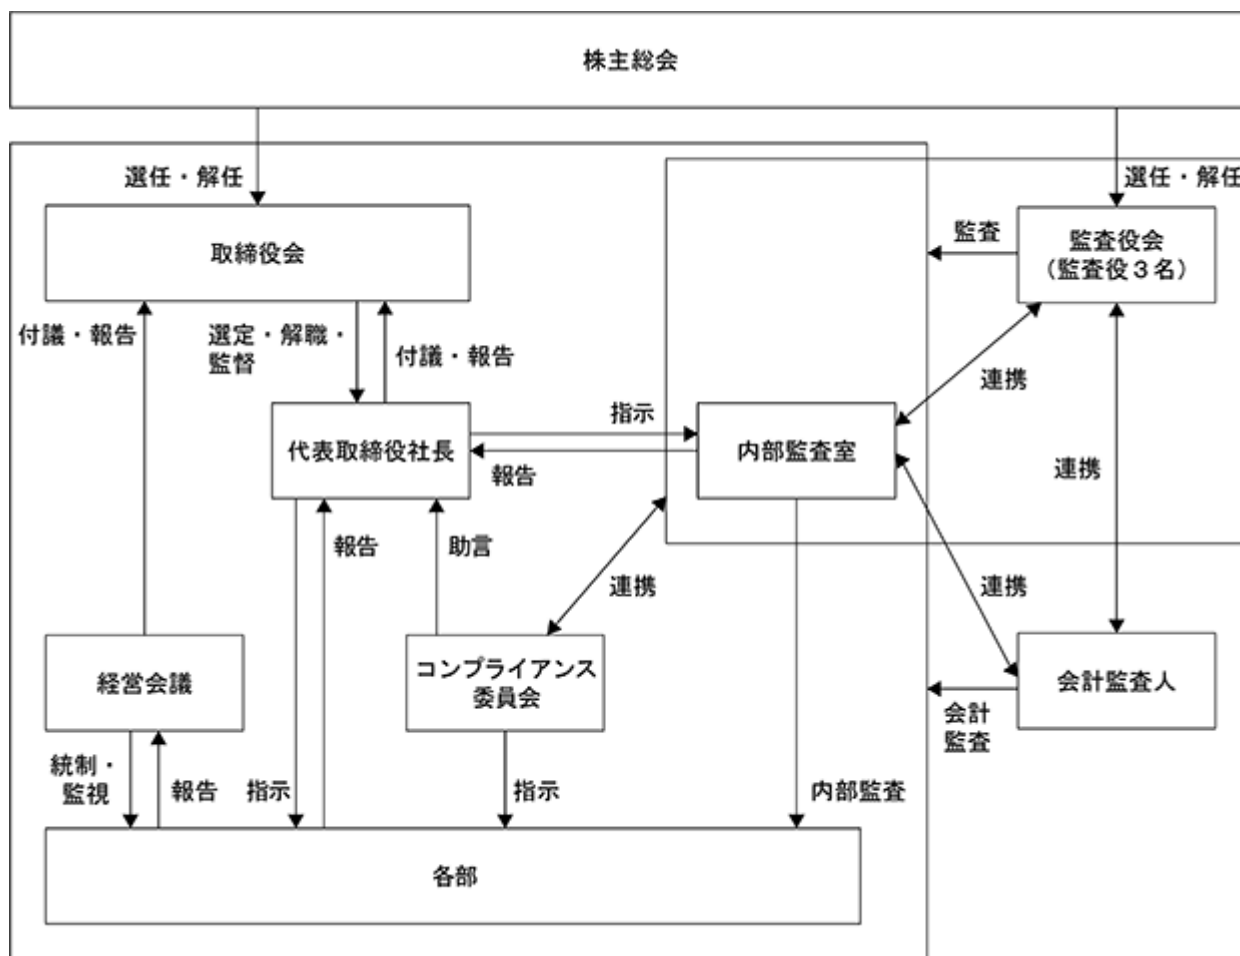 株主総会
選任・解任
選任・解任
取締役会
監査
監査役会
（監査役３名）
付議・報告
選定・解職・
監督
付議・報告
連携
指示
代表取締役社長
内部監査室
報告
連携
報告
助言
連携
連携
経営会議
コンプライアンス
委員会
会計監査人
会計
監査
統制・
監視
報告
指示
指示
内部監査
各部